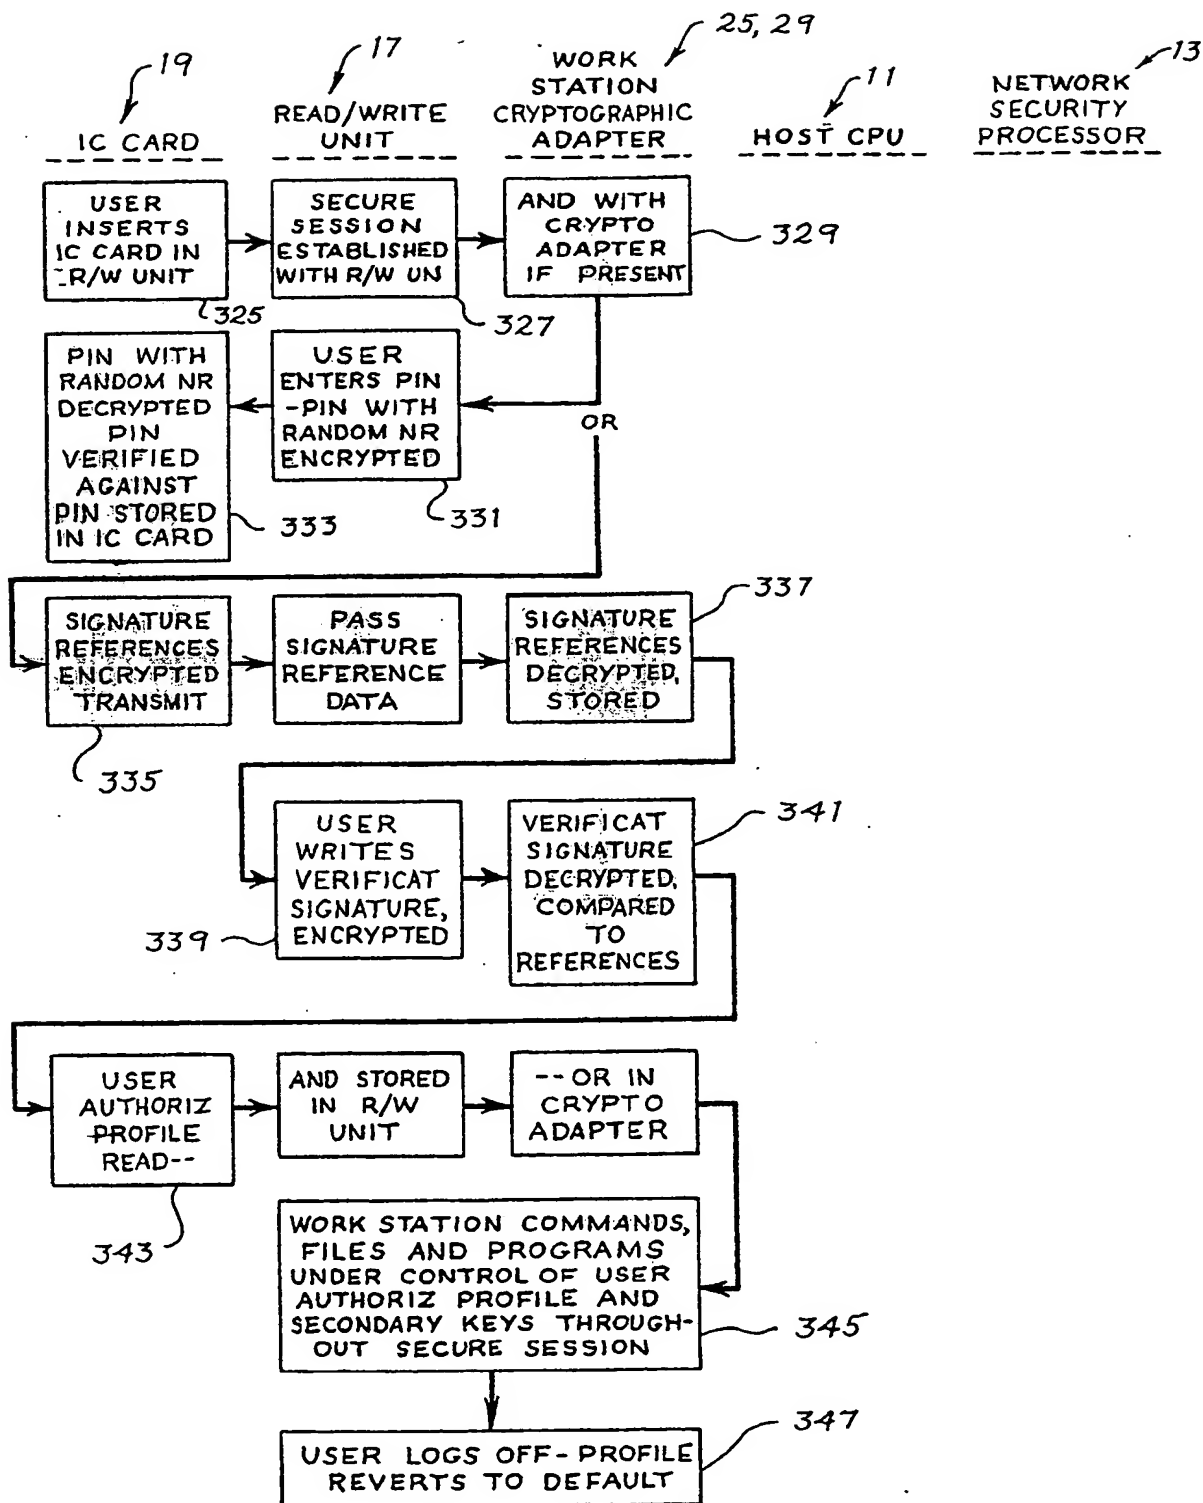 19
IC CARD
17
READ/WRITE
UNIT
25, 29
WORK
STATION
CRYPTOGRAPHIC
ADAPTER
11
HOST CPU
13
NETWORK
SECURITY
PROCESSOR
USER
INSERTS
IC CARD IN
R/W UNIT
325
SECURE
SESSION
ESTABLISHED
WITH R/W UN
327
AND WITH
CRYPTO
ADAPTER
IF PRESENT
329
PIN WITH
RANDOM NR
DECRYPTED
PIN
VERIFIED
AGAINST
PIN STORED
IN IC CARD
333
USER
ENTERS PIN
-PIN WITH
RANDOM NR
ENCRYPTED
331
OR
SIGNATURE
REFERENCES
ENCRYPTED
TRANSMIT
335
PASS
SIGNATURE
REFERENCE
DATA
SIGNATURE
REFERENCES
DECRYPTED,
STORED
337
USER
WRITES
VERIFICAT
SIGNATURE,
ENCRYPTED
339
VERIFICAT
SIGNATURE
DECRYPTED,
COMPARED
TO
REFERENCES
341
USER
AUTHORIZ
PROFILE
READ--
343
AND STORED
IN R/W
UNIT
--OR IN
CRYPTO
ADAPTER
WORK STATION COMMANDS,
FILES AND PROGRAMS
UNDER CONTROL OF USER
AUTHORIZ PROFILE AND
SECONDARY KEYS THROUGH-
OUT SECURE SESSION
345
USER LOGS OFF-PROFILE
REVERTS TO DEFAULT
347